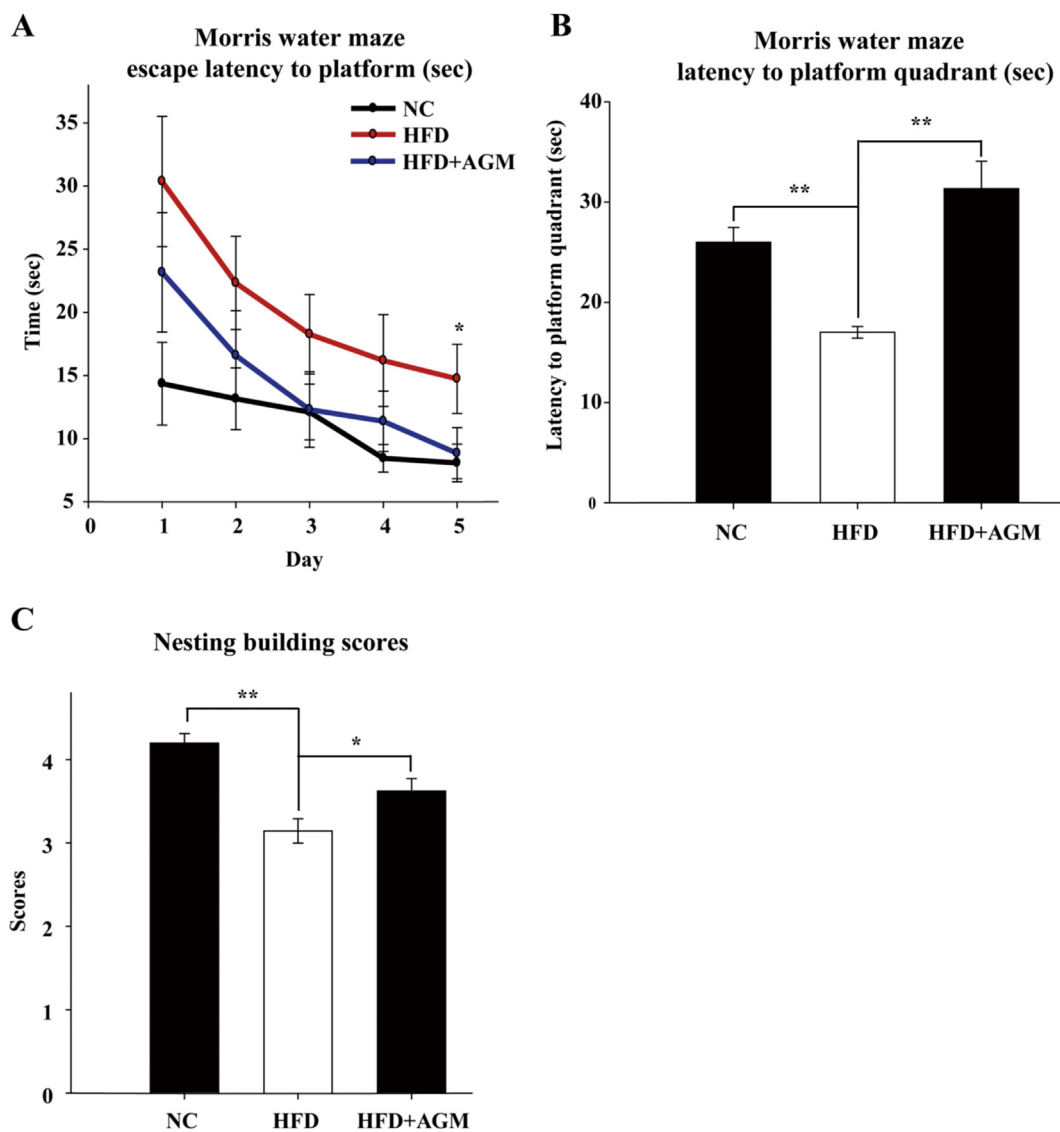 A
Morris water maze
escape latency to platform (sec)
NC
HFD
HFD+AGM
Time (sec)
35
30
25
20
15
10
5
0 1 2 3 4 5
*
Day
B
Morris water maze
latency to platform quadrant (sec)
Latency to platform quadrant (sec)
40
30
20
10
0
**
**
NC HFD HFD+AGM
C
Nesting building scores
Scores
4
3
2
1
0
**
*
NC HFD HFD+AGM